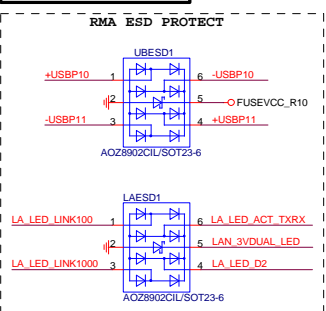 RMA ESD PROTECT
UBESD1
+USBP10 1 6 -USBP10
2 5 FUSEVCC_R10
-USBP11 3 4 +USBP11
AOZ8902CIL/SOT23-6
LAESD1
LA_LED_LINK100 1 6 LA_LED_ACT_TXRX
2 5 LAN_3VDUAL_LED
LA_LED_LINK1000 3 4 LA_LED_D2
AOZ8902CIL/SOT23-6